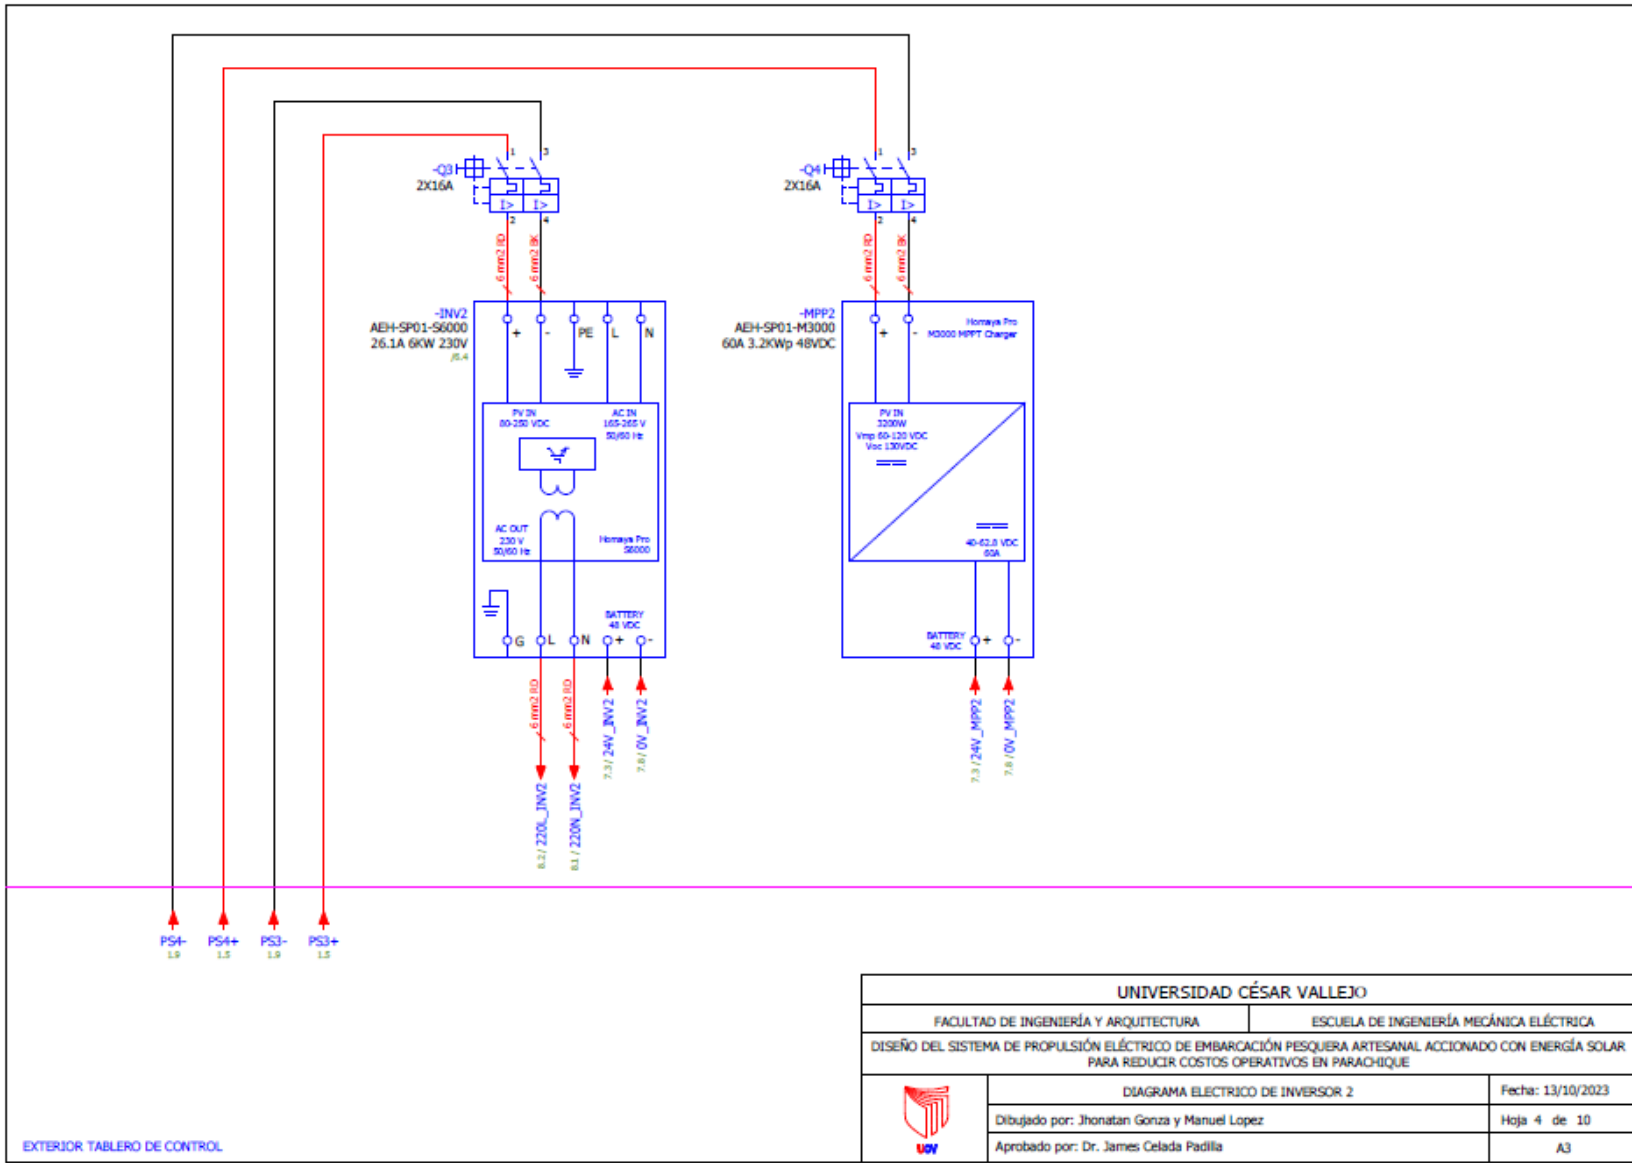 1 3
-Q3
2X16A
I> I>
2 4
6 mm2 RD
6 mm2 BK
1 3
-Q4
2X16A
I> I>
2 4
6 mm2 RD
6 mm2 BK
-INV2
AEH-SP01-S6000
26.1A 6KW 230V
/5.4
+ - PE L N
PV IN
80-250 VDC
AC IN
165-265 V
50/60 Hz
AC OUT
230 V
50/60 Hz
Homaya Pro
S6000
BATTERY
48 VDC
G L N + -
6 mm2 RD
6 mm2 RD
8.2 / 220L_INV2
8.1 / 220N_INV2
7.3 / 24V_INV2
7.8 / 0V_INV2
-MPP2
AEH-SP01-M3000
60A 3.2KWp 48VDC
Homaya Pro
M3000 MPPT Charger
+ -
PV IN
3200W
Vmp 60-120 VDC
Voc 130VDC
40-62.8 VDC
60A
BATTERY
48 VDC
+ -
7.3 / 24V_MPP2
7.8 / 0V_MPP2
PS4- PS4+ PS3- PS3+
1.9 1.5 1.9 1.5
EXTERIOR TABLERO DE CONTROL
UNIVERSIDAD CÉSAR VALLEJO
FACULTAD DE INGENIERÍA Y ARQUITECTURA ESCUELA DE INGENIERÍA MECÁNICA ELÉCTRICA
DISEÑO DEL SISTEMA DE PROPULSIÓN ELÉCTRICO DE EMBARCACIÓN PESQUERA ARTESANAL ACCIONADO CON ENERGÍA SOLAR
PARA REDUCIR COSTOS OPERATIVOS EN PARACHIQUE
UCV
DIAGRAMA ELECTRICO DE INVERSOR 2 Fecha: 13/10/2023
Dibujado por: Jhonatan Gonza y Manuel Lopez Hoja 4 de 10
Aprobado por: Dr. James Celada Padilla A3